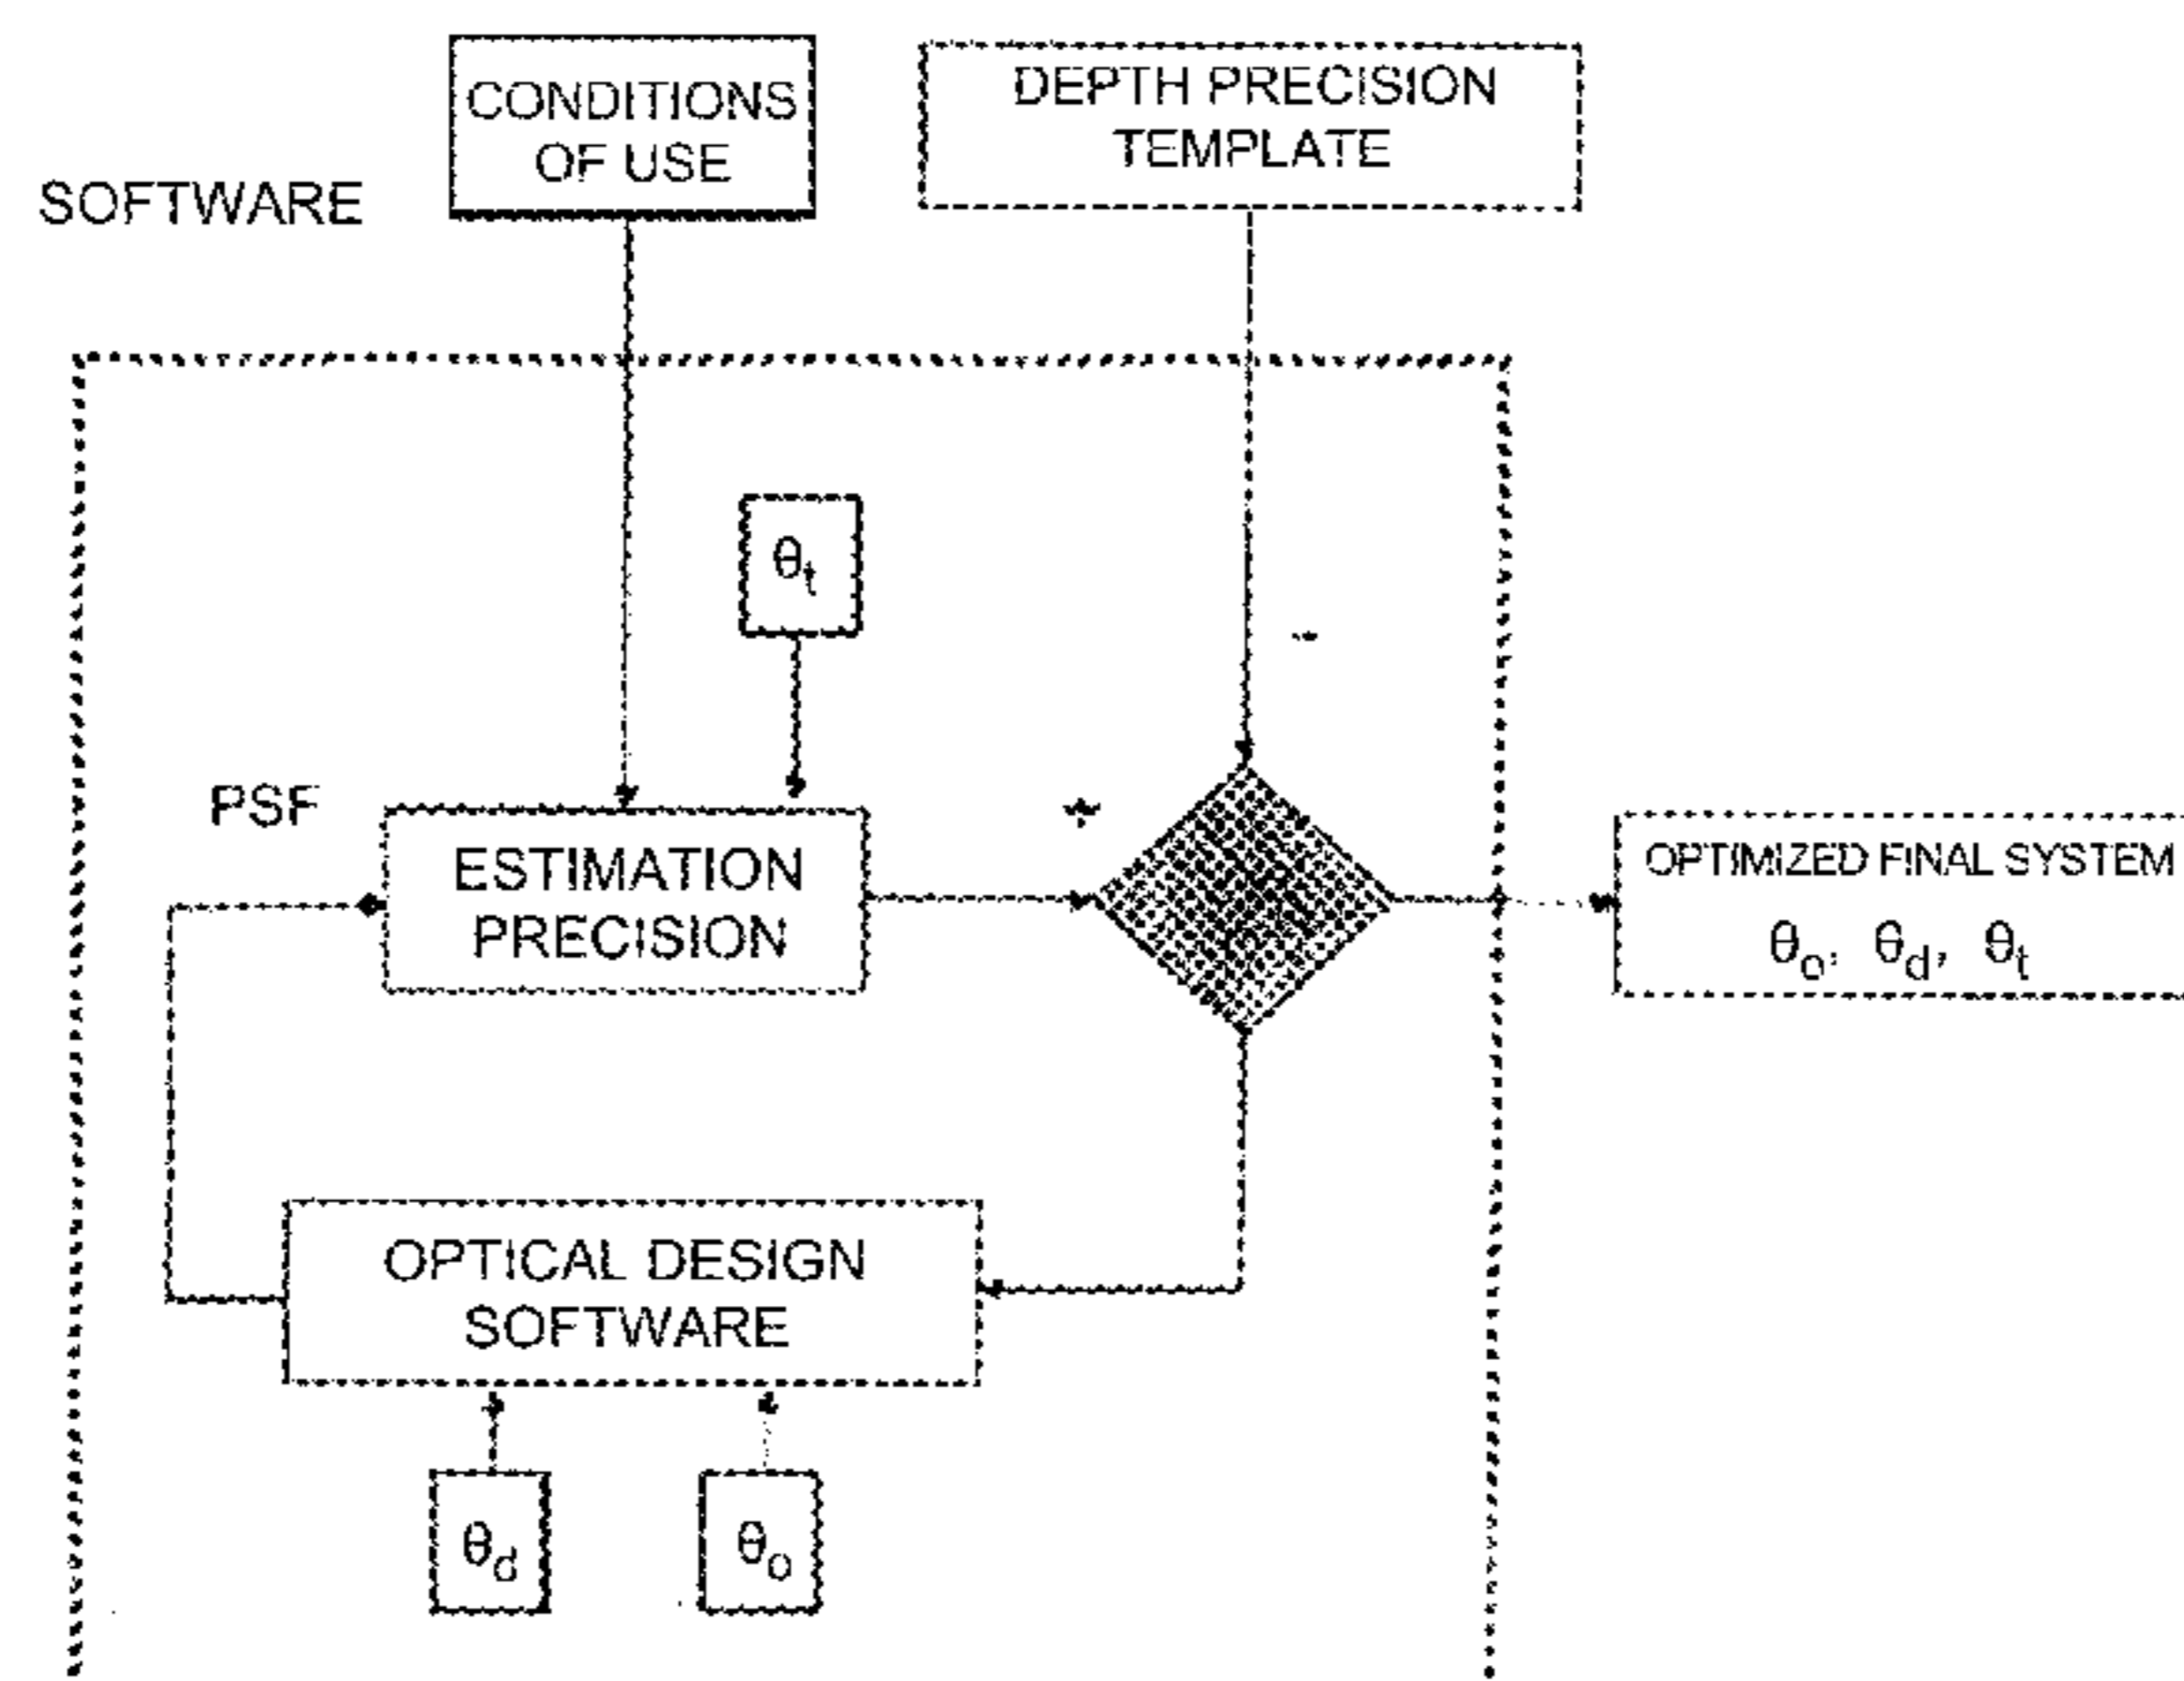 CONDITIONS
OF USE
DEPTH PRECISION
TEMPLATE
SOFTWARE
θt
-
PSF
+
ESTIMATION
PRECISION
OPTIMIZED FINAL SYSTEM
θo, θd, θt
OPTICAL DESIGN
SOFTWARE
θd
θo